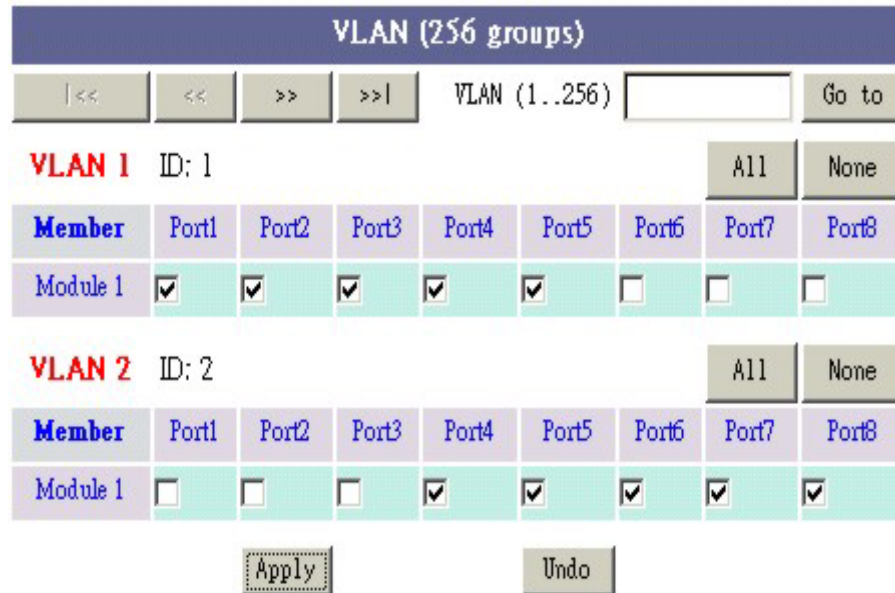 VLAN (256 groups)
|<< << >> >>| VLAN (1..256) Go to
VLAN 1 ID: 1 All None
Member Port1 Port2 Port3 Port4 Port5 Port6 Port7 Port8
Module 1
VLAN 2 ID: 2 All None
Member Port1 Port2 Port3 Port4 Port5 Port6 Port7 Port8
Module 1
Apply Undo